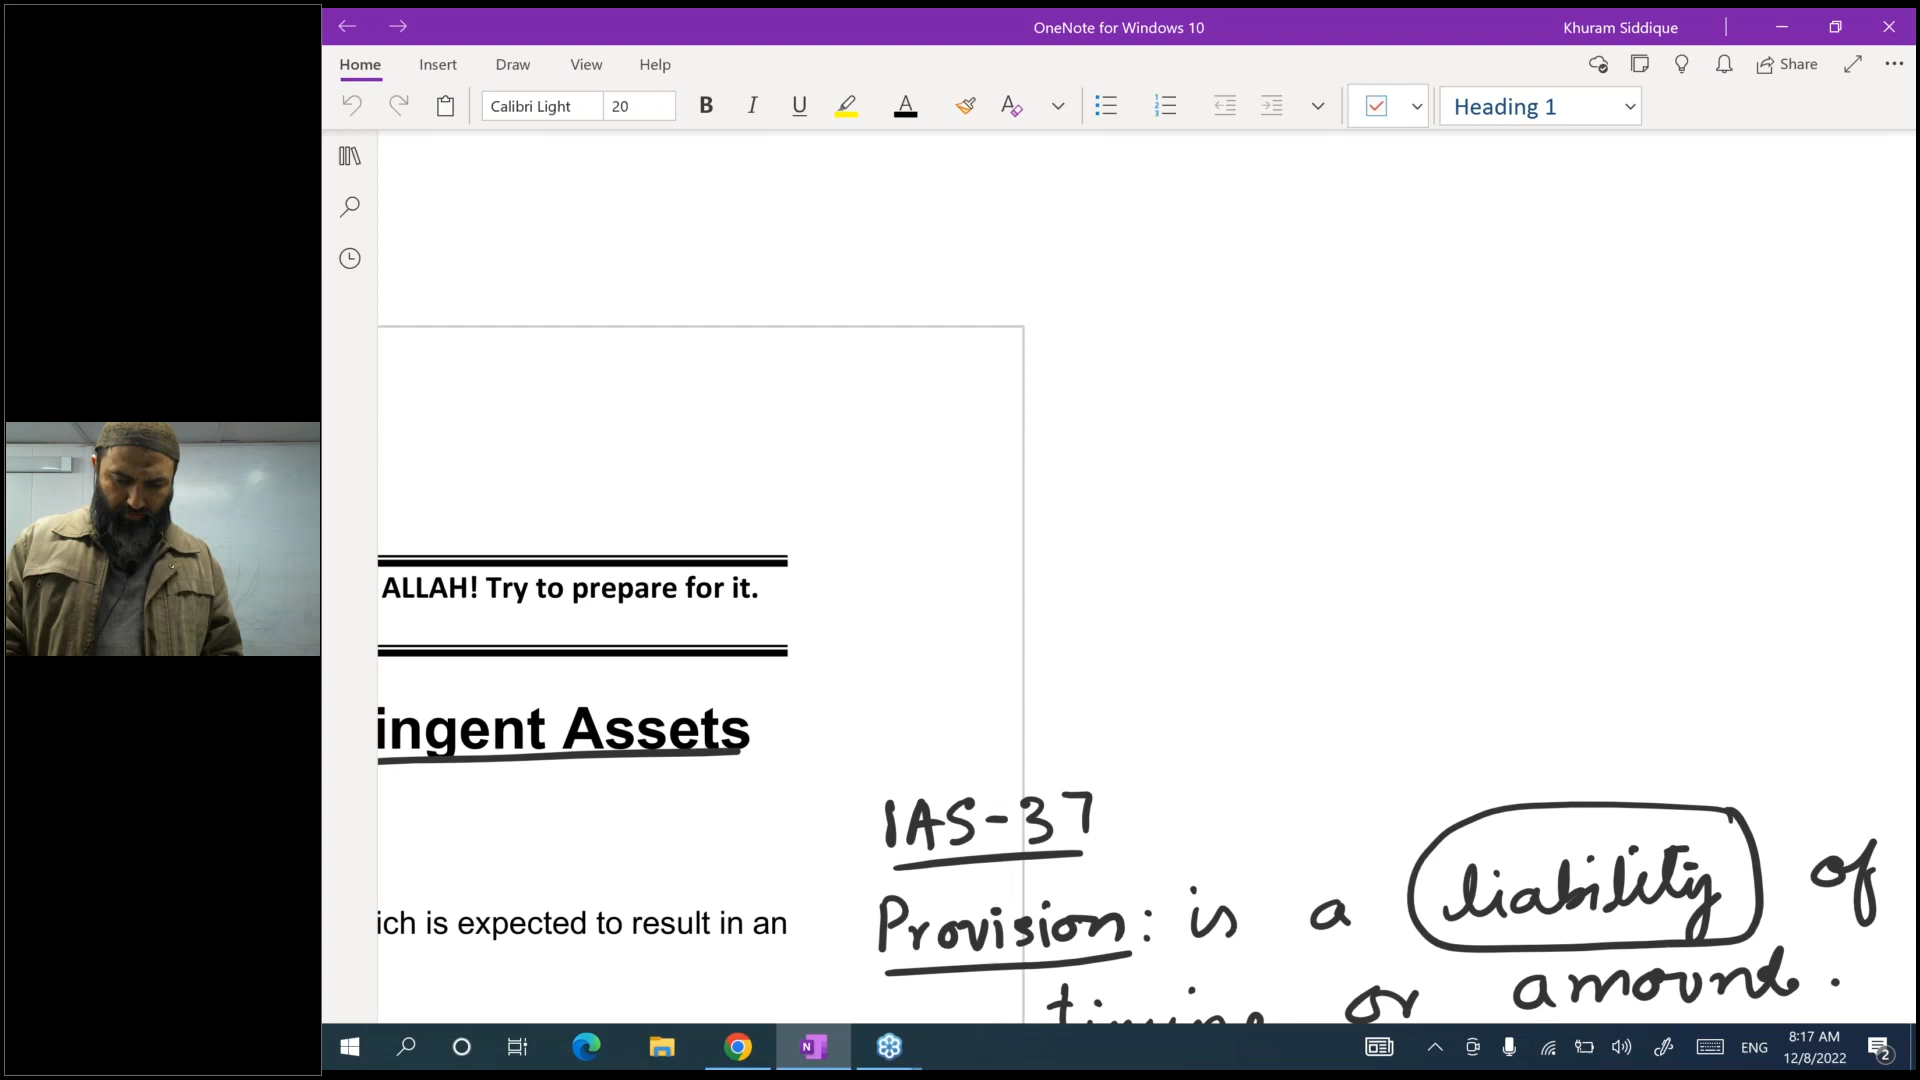 OneNote for Windows 10
Khuram Siddique
Home Insert Draw View Help
Share
Calibri Light 20 B I U A A Heading 1
ALLAH! Try to prepare for it.
ingent Assets
IAS-37
Provision: is a liability of
ich is expected to result in an
timing or amount.
8:17 AM
ENG
12/8/2022
2